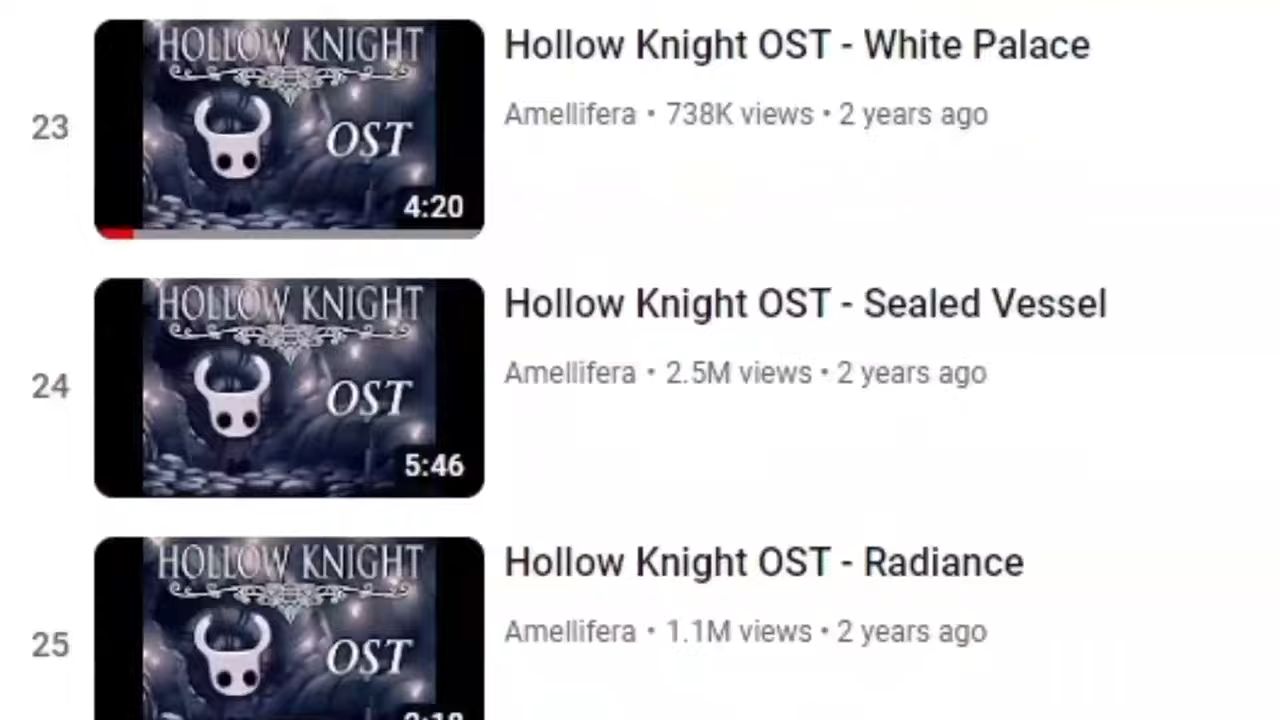 HOLLOW KNIGHT
OST
4:20
23
Hollow Knight OST - White Palace
Amellifera • 738K views • 2 years ago
HOLLOW KNIGHT
OST
5:46
24
Hollow Knight OST - Sealed Vessel
Amellifera • 2.5M views • 2 years ago
HOLLOW KNIGHT
OST
25
Hollow Knight OST - Radiance
Amellifera • 1.1M views • 2 years ago